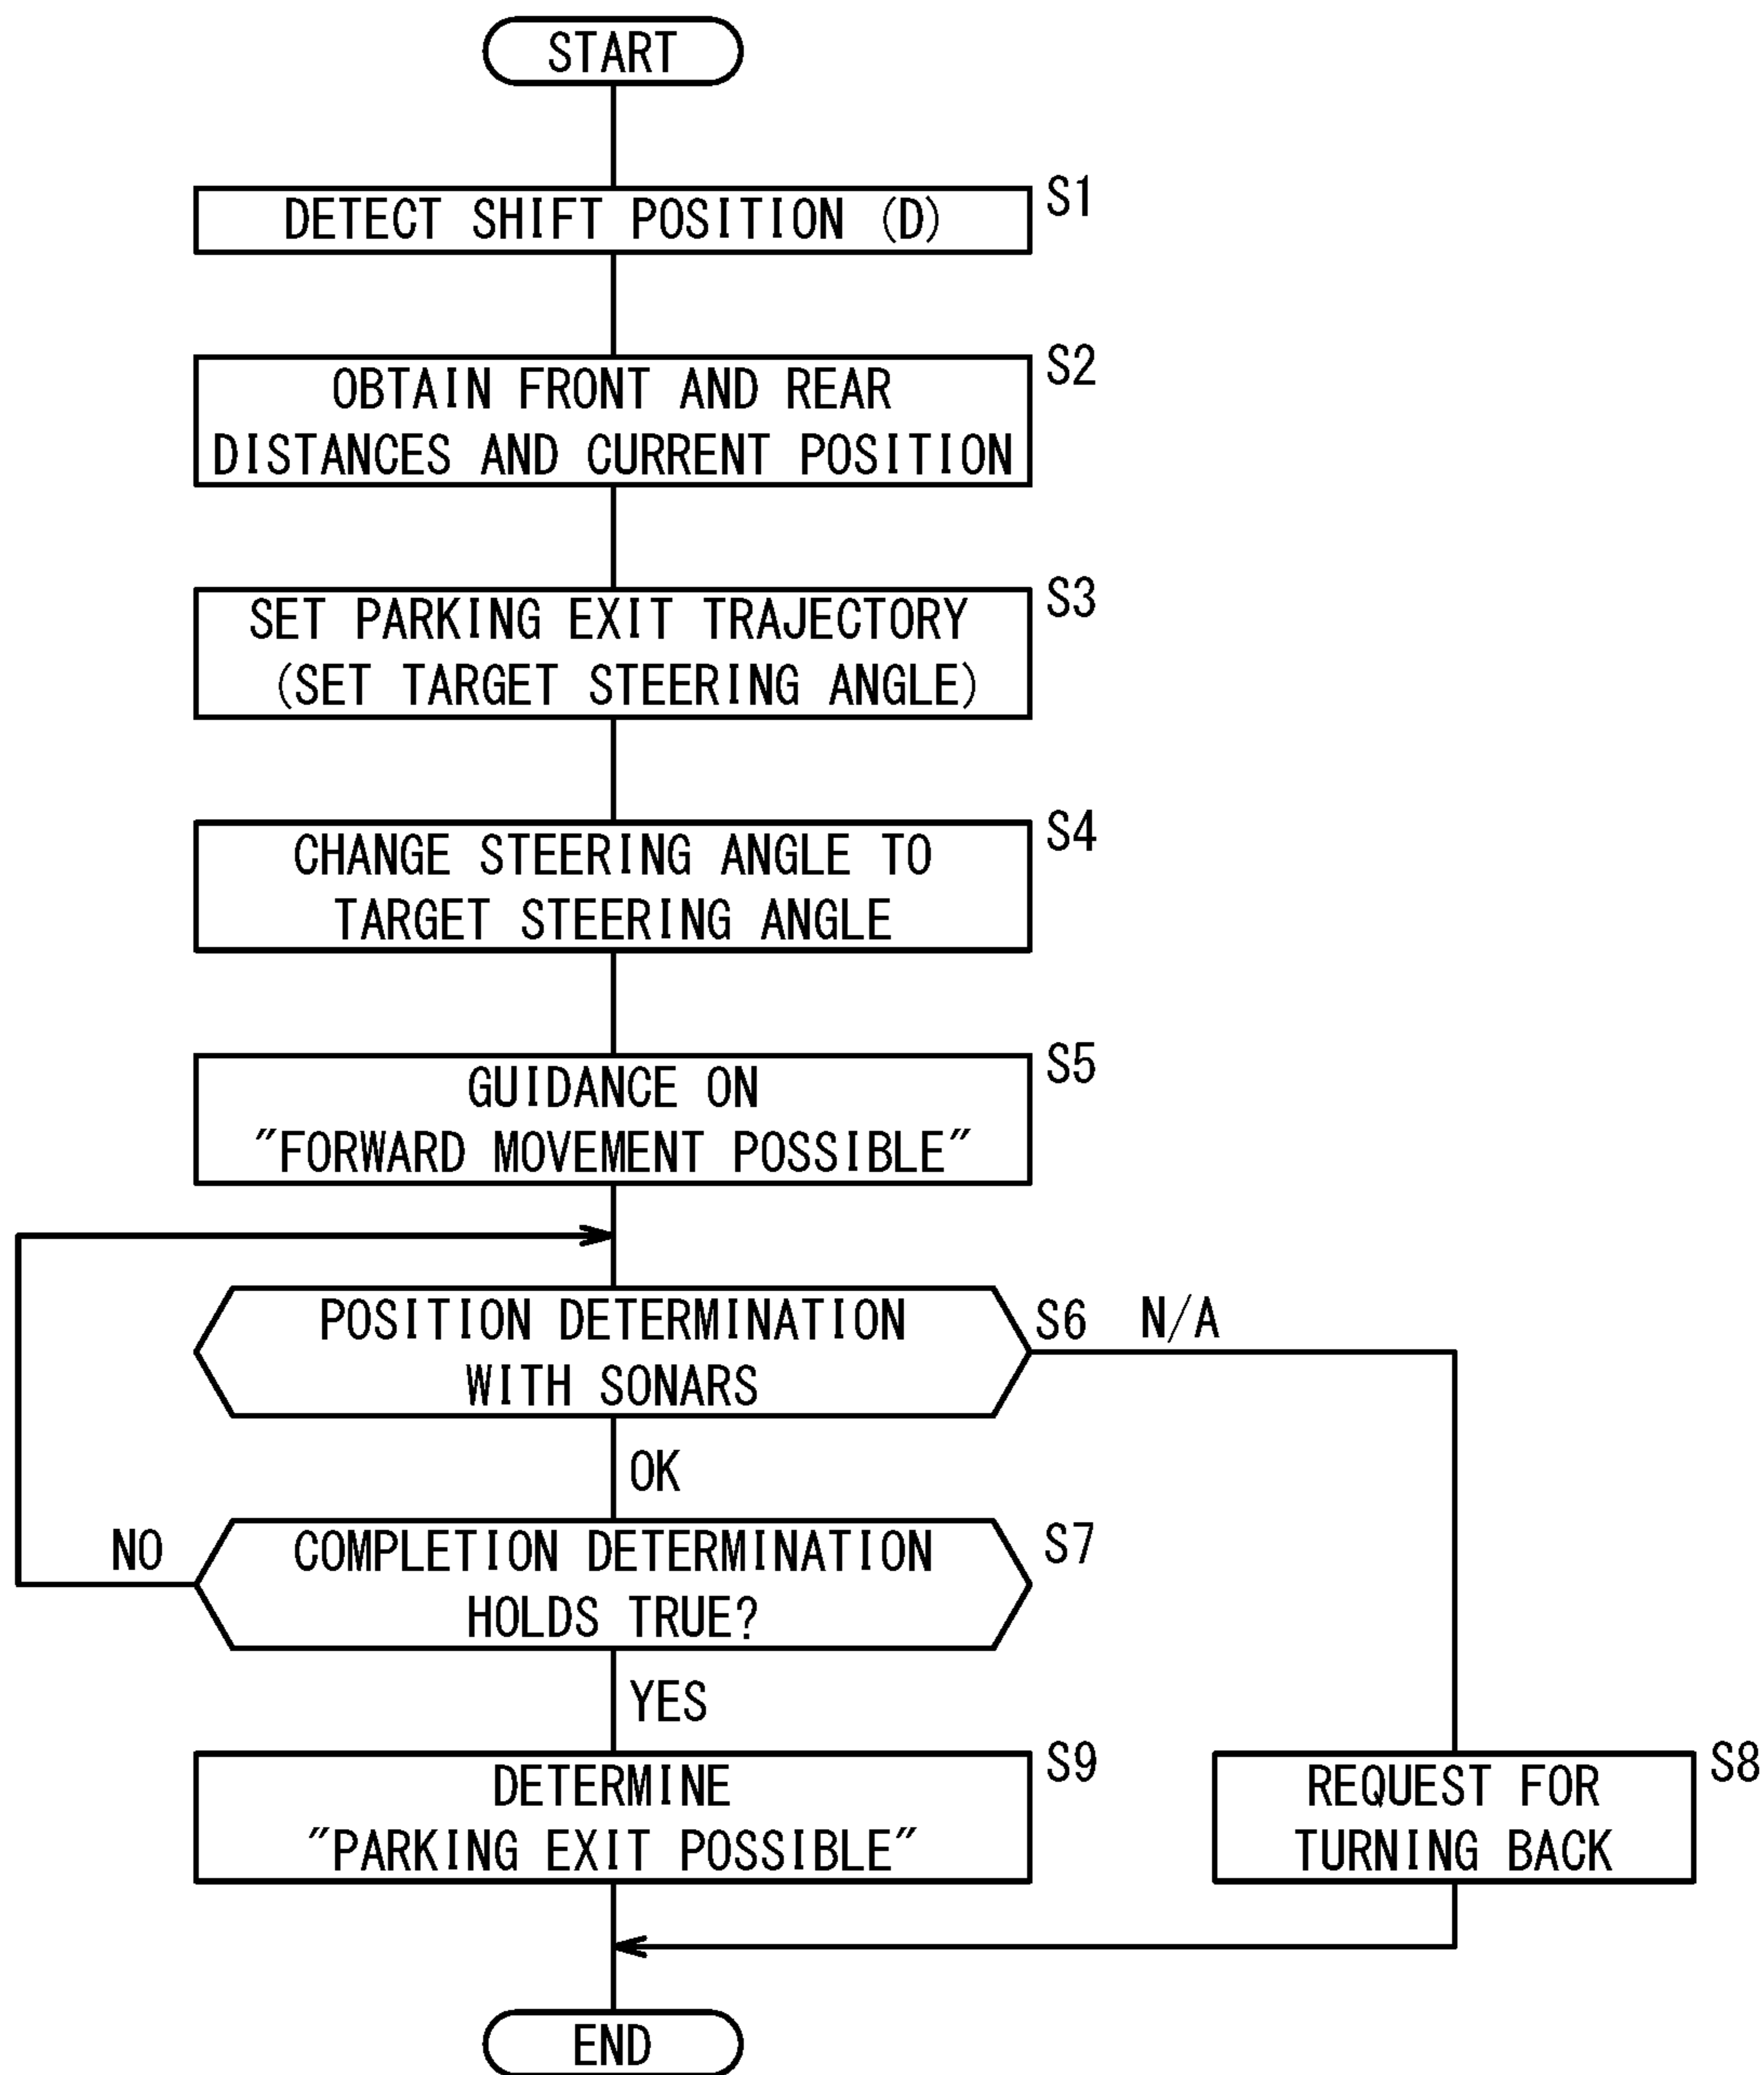 START
S1
DETECT SHIFT POSITION (D)
S2
OBTAIN FRONT AND REAR
DISTANCES AND CURRENT POSITION
S3
SET PARKING EXIT TRAJECTORY
(SET TARGET STEERING ANGLE)
S4
CHANGE STEERING ANGLE TO
TARGET STEERING ANGLE
S5
GUIDANCE ON
"FORWARD MOVEMENT POSSIBLE"
S6 N/A
POSITION DETERMINATION
WITH SONARS
OK
NO
S7
COMPLETION DETERMINATION
HOLDS TRUE?
YES
S9
DETERMINE
"PARKING EXIT POSSIBLE"
S8
REQUEST FOR
TURNING BACK
END